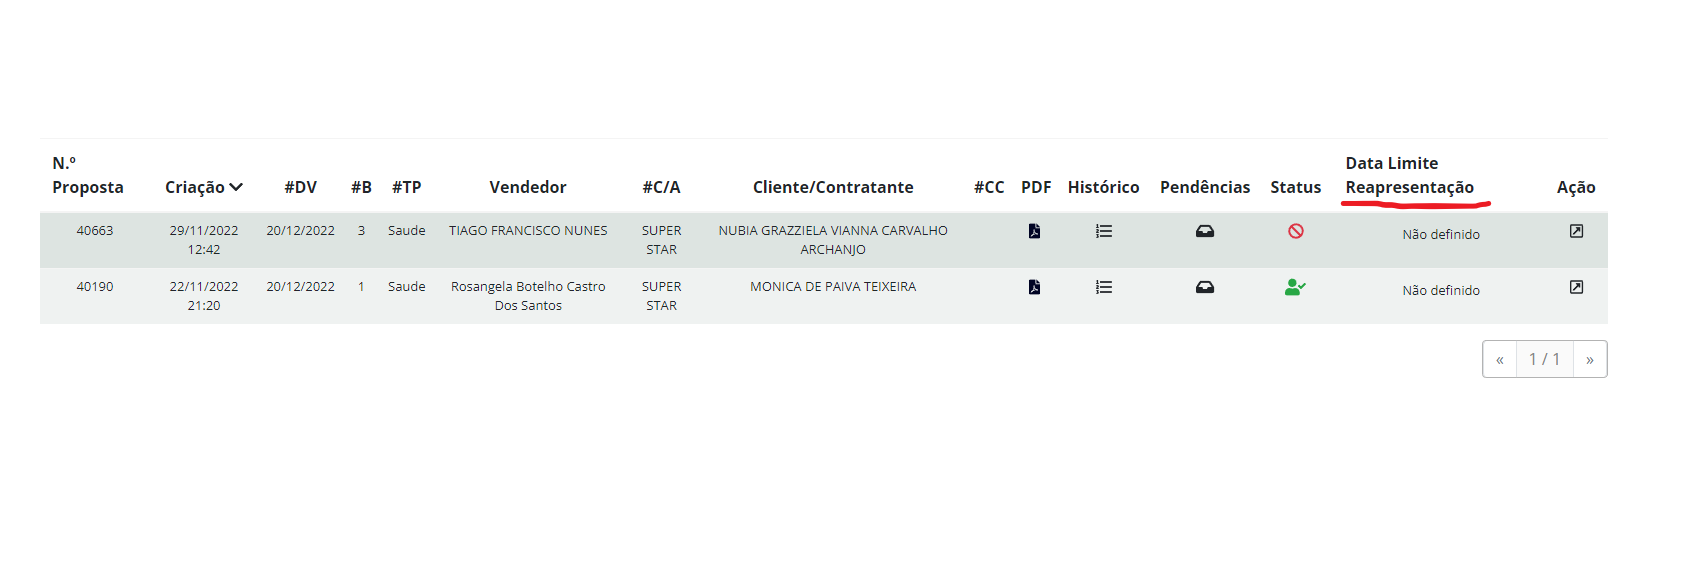 N.º Proposta Criação #DV #B #TP Vendedor #C/A Cliente/Contratante #CC PDF Histórico Pendências Status Data Limite Reapresentação Ação
40663 29/11/2022 12:42 20/12/2022 3 Saude TIAGO FRANCISCO NUNES SUPER STAR NUBIA GRAZZIELA VIANNA CARVALHO ARCHANJO Não definido
40190 22/11/2022 21:20 20/12/2022 1 Saude Rosangela Botelho Castro Dos Santos SUPER STAR MONICA DE PAIVA TEIXEIRA Não definido
« 1 / 1 »